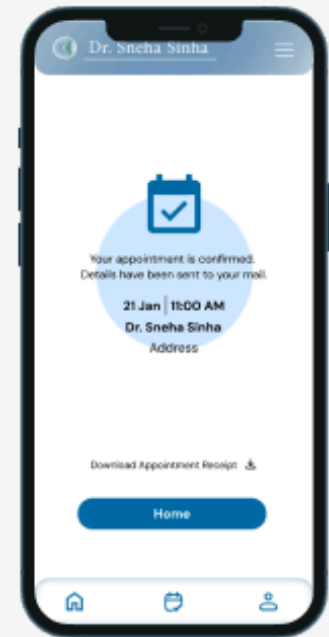 Dr. Sneha Sinha
Your appointment is confirmed.
Details have been sent to your mail.
21 Jan | 11:00 AM
Dr. Sneha Sinha
Address
Download Appointment Receipt
Home